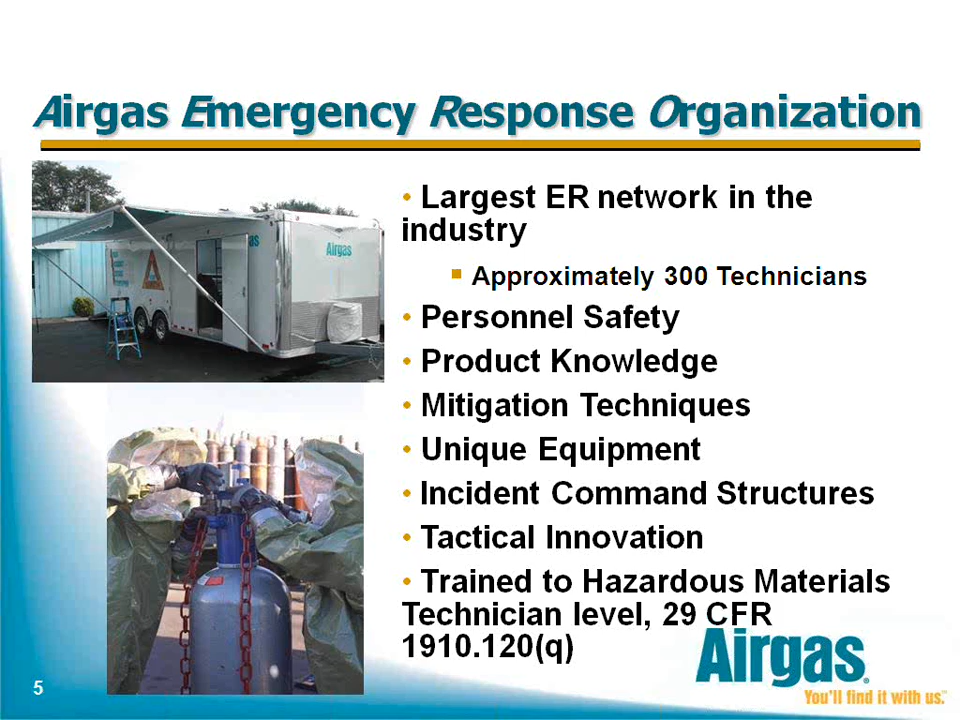 Airgas Emergency Response Organization
Airgas
• Largest ER network in the
industry
▪ Approximately 300 Technicians
• Personnel Safety
• Product Knowledge
• Mitigation Techniques
• Unique Equipment
• Incident Command Structures
• Tactical Innovation
• Trained to Hazardous Materials
Technician level, 29 CFR
1910.120(q)
Airgas®
You'll find it with us.™
5